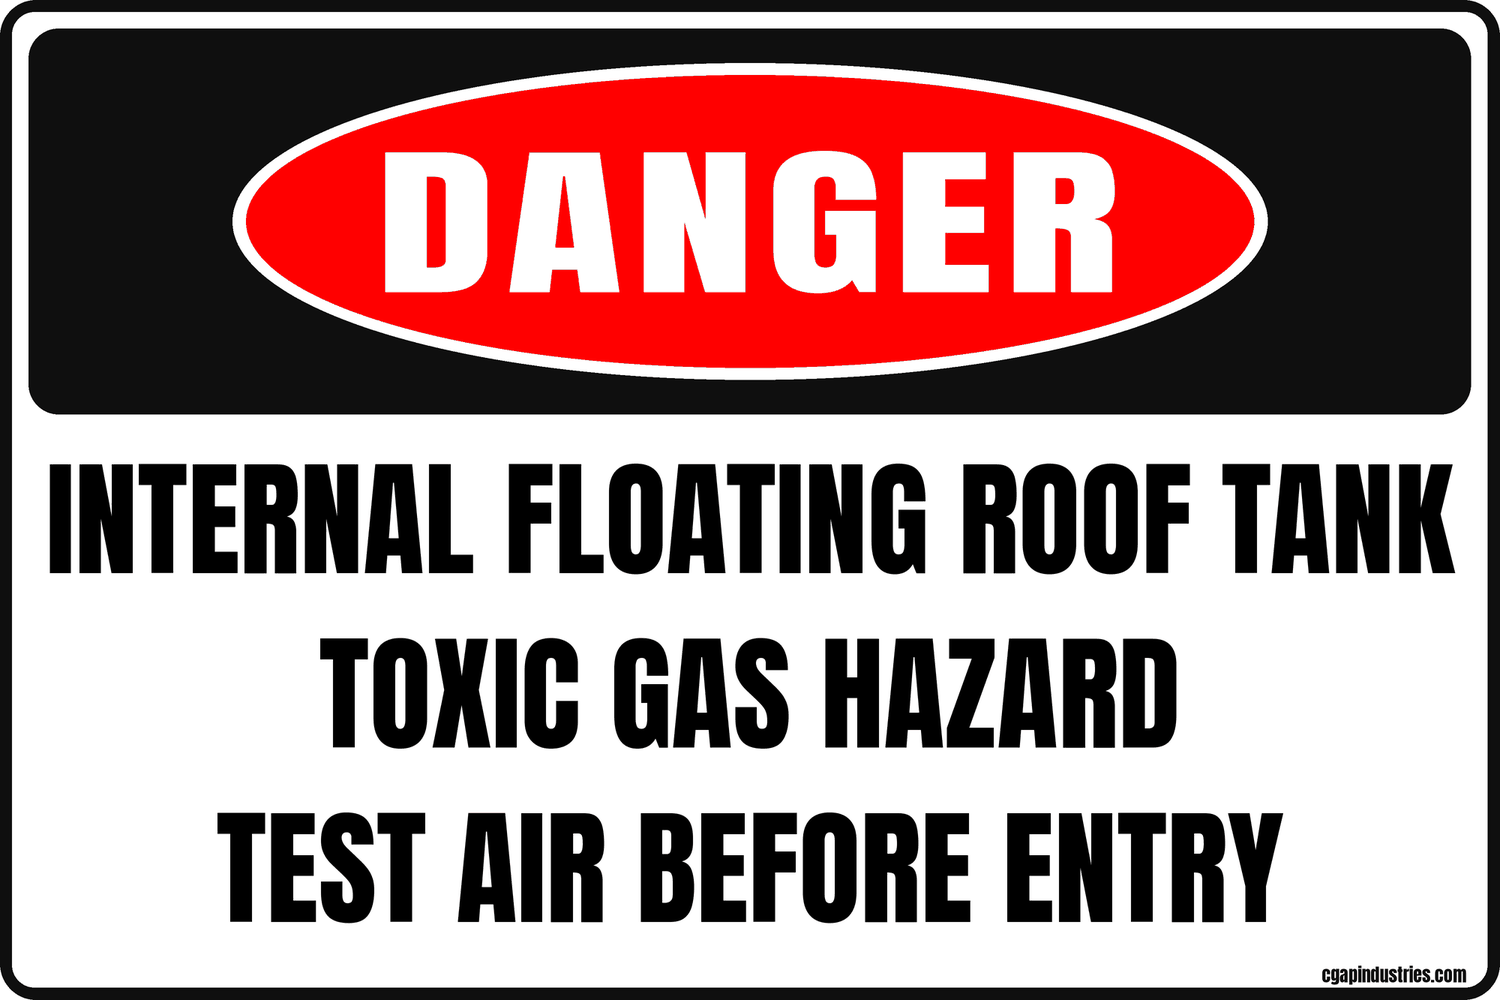 DANGER
INTERNAL FLOATING ROOF TANK
TOXIC GAS HAZARD
TEST AIR BEFORE ENTRY
cgapindustries.com